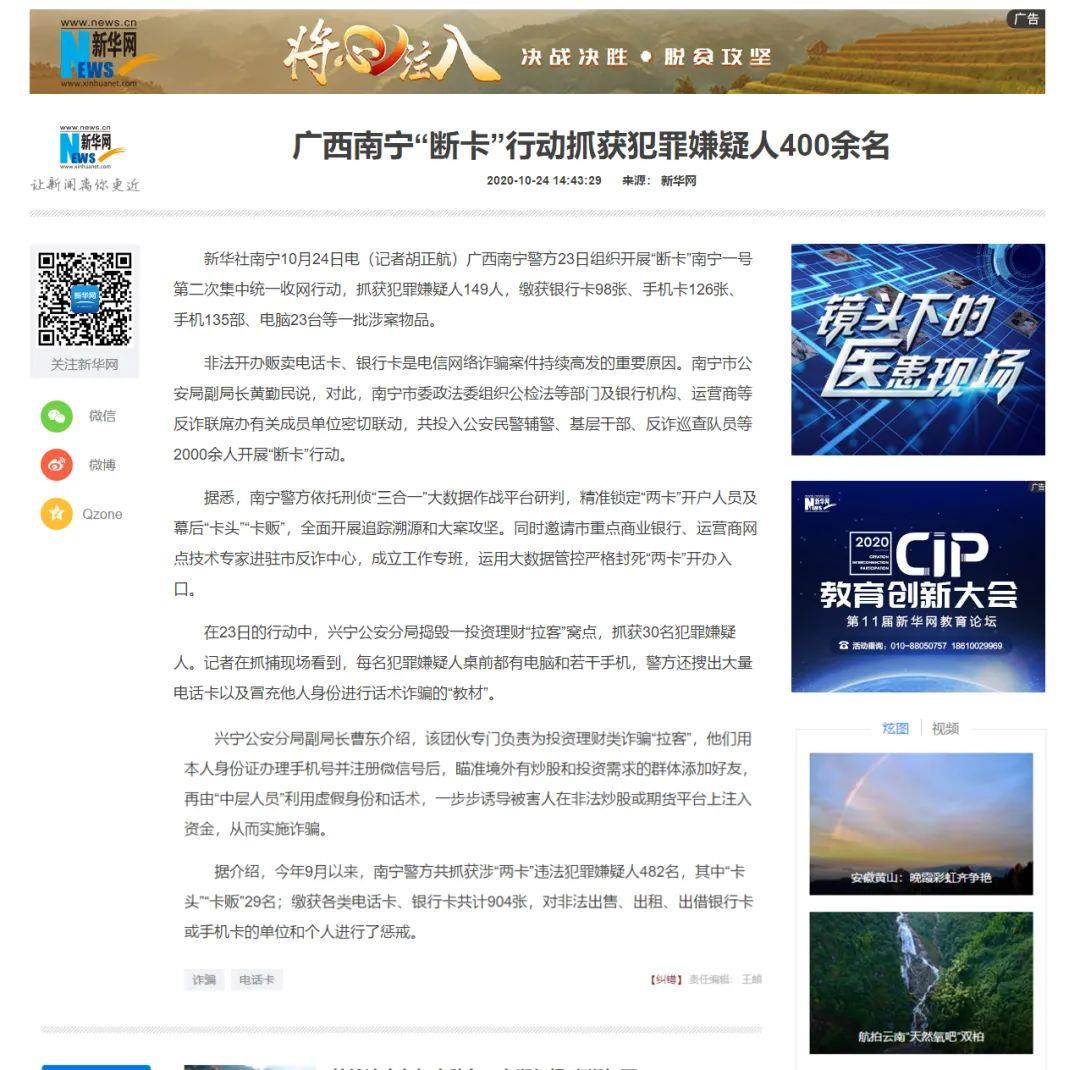 www.news.cn
新华网
NEWS
www.xinhuanet.com
将心注入
决战决胜 • 脱贫攻坚
广告
www.news.cn
新华网
NEWS
www.xinhuanet.com
让新闻离你更近
广西南宁“断卡”行动抓获犯罪嫌疑人400余名
2020-10-24 14:43:29 来源： 新华网
新华网
关注新华网
微信
微博
Qzone
新华社南宁10月24日电（记者胡正航）广西南宁警方23日组织开展“断卡”南宁一号
第二次集中统一收网行动，抓获犯罪嫌疑人149人，缴获银行卡98张、手机卡126张、
手机135部、电脑23台等一批涉案物品。
非法开办贩卖电话卡、银行卡是电信网络诈骗案件持续高发的重要原因。南宁市公
安局副局长黄勤民说，对此，南宁市委政法委组织公检法等部门及银行机构、运营商等
反诈联席办有关成员单位密切联动，共投入公安民警辅警、基层干部、反诈巡查队员等
2000余人开展“断卡”行动。
据悉，南宁警方依托刑侦“三合一”大数据作战平台研判，精准锁定“两卡”开户人员及
幕后“卡头”“卡贩”，全面开展追踪溯源和大案攻坚。同时邀请市重点商业银行、运营商网
点技术专家进驻市反诈中心，成立工作专班，运用大数据管控严格封死“两卡”开办入
口。
在23日的行动中，兴宁公安分局捣毁一投资理财“拉客”窝点，抓获30名犯罪嫌疑
人。记者在抓捕现场看到，每名犯罪嫌疑人桌前都有电脑和若干手机，警方还搜出大量
电话卡以及冒充他人身份进行话术诈骗的“教材”。
兴宁公安分局副局长曹东介绍，该团伙专门负责为投资理财类诈骗“拉客”，他们用
本人身份证办理手机号并注册微信号后，瞄准境外有炒股和投资需求的群体添加好友，
再由“中层人员”利用虚假身份和话术，一步步诱导被害人在非法炒股或期货平台上注入
资金，从而实施诈骗。
据介绍，今年9月以来，南宁警方共抓获涉“两卡”违法犯罪嫌疑人482名，其中“卡
头”“卡贩”29名；缴获各类电话卡、银行卡共计904张，对非法出售、出租、出借银行卡
或手机卡的单位和个人进行了惩戒。
诈骗 电话卡
【纠错】 责任编辑： 王頔
镜头下的
医患现场
广告
新华网
NEWS
2020
CREATION
INTERCONNECTION
PARTICIPATION
CIP
教育创新大会
第11届新华网教育论坛
活动垂询：010-88050757 18610029969
炫图 视频
安徽黄山：晚霞彩虹齐争艳
航拍云南“天然氧吧”双柏